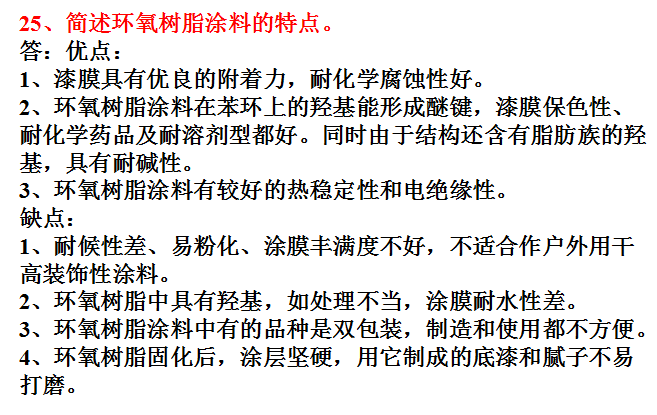 25、简述环氧树脂涂料的特点。
答：优点：
1、漆膜具有优良的附着力，耐化学腐蚀性好。
2、环氧树脂涂料在苯环上的羟基能形成醚键，漆膜保色性、
耐化学药品及耐溶剂型都好。同时由于结构还含有脂肪族的羟
基，具有耐碱性。
3、环氧树脂涂料有较好的热稳定性和电绝缘性。
缺点：
1、耐候性差、易粉化、涂膜丰满度不好，不适合作户外用干
高装饰性涂料。
2、环氧树脂中具有羟基，如处理不当，涂膜耐水性差。
3、环氧树脂涂料中有的品种是双包装，制造和使用都不方便。
4、环氧树脂固化后，涂层坚硬，用它制成的底漆和腻子不易
打磨。